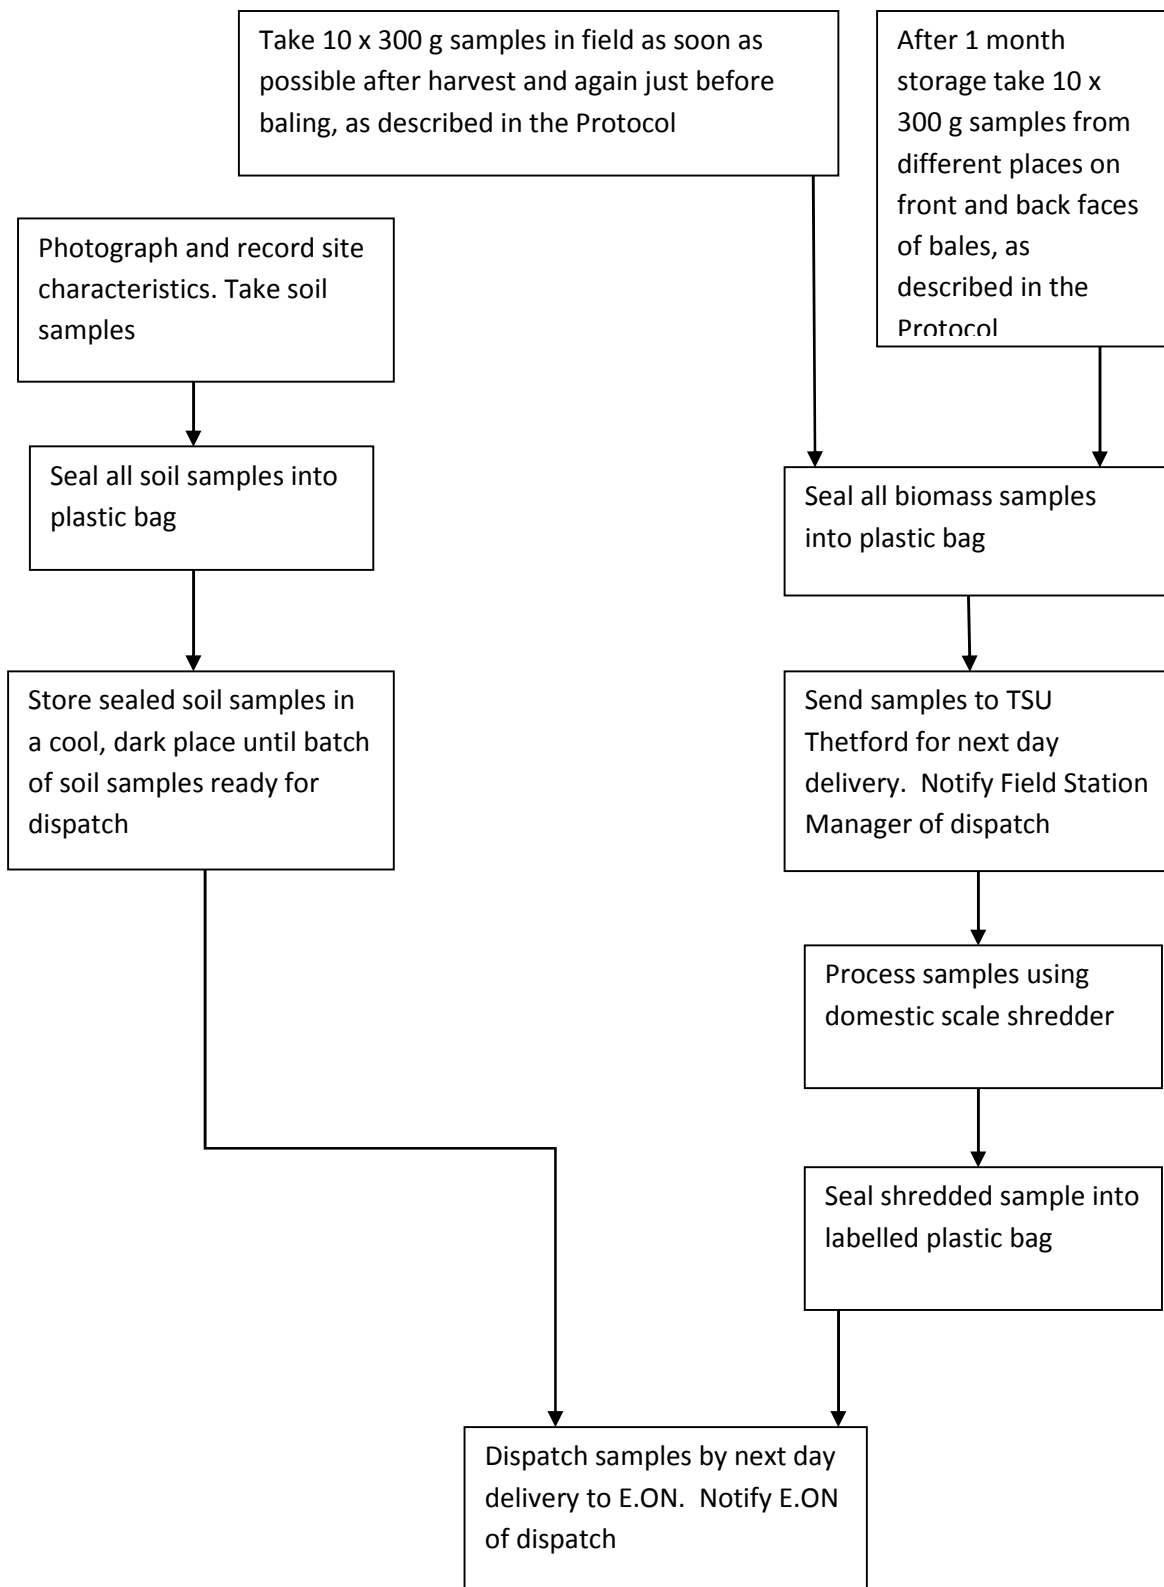 Take 10 x 300 g samples in field as soon as
possible after harvest and again just before
baling, as described in the Protocol
After 1 month
storage take 10 x
300 g samples from
different places on
front and back faces
of bales, as
described in the
Protocol
Photograph and record site
characteristics. Take soil
samples
Seal all soil samples into
plastic bag
Seal all biomass samples
into plastic bag
Store sealed soil samples in
a cool, dark place until batch
of soil samples ready for
dispatch
Send samples to TSU
Thetford for next day
delivery.  Notify Field Station
Manager of dispatch
Process samples using
domestic scale shredder
Seal shredded sample into
labelled plastic bag
Dispatch samples by next day
delivery to E.ON.  Notify E.ON
of dispatch